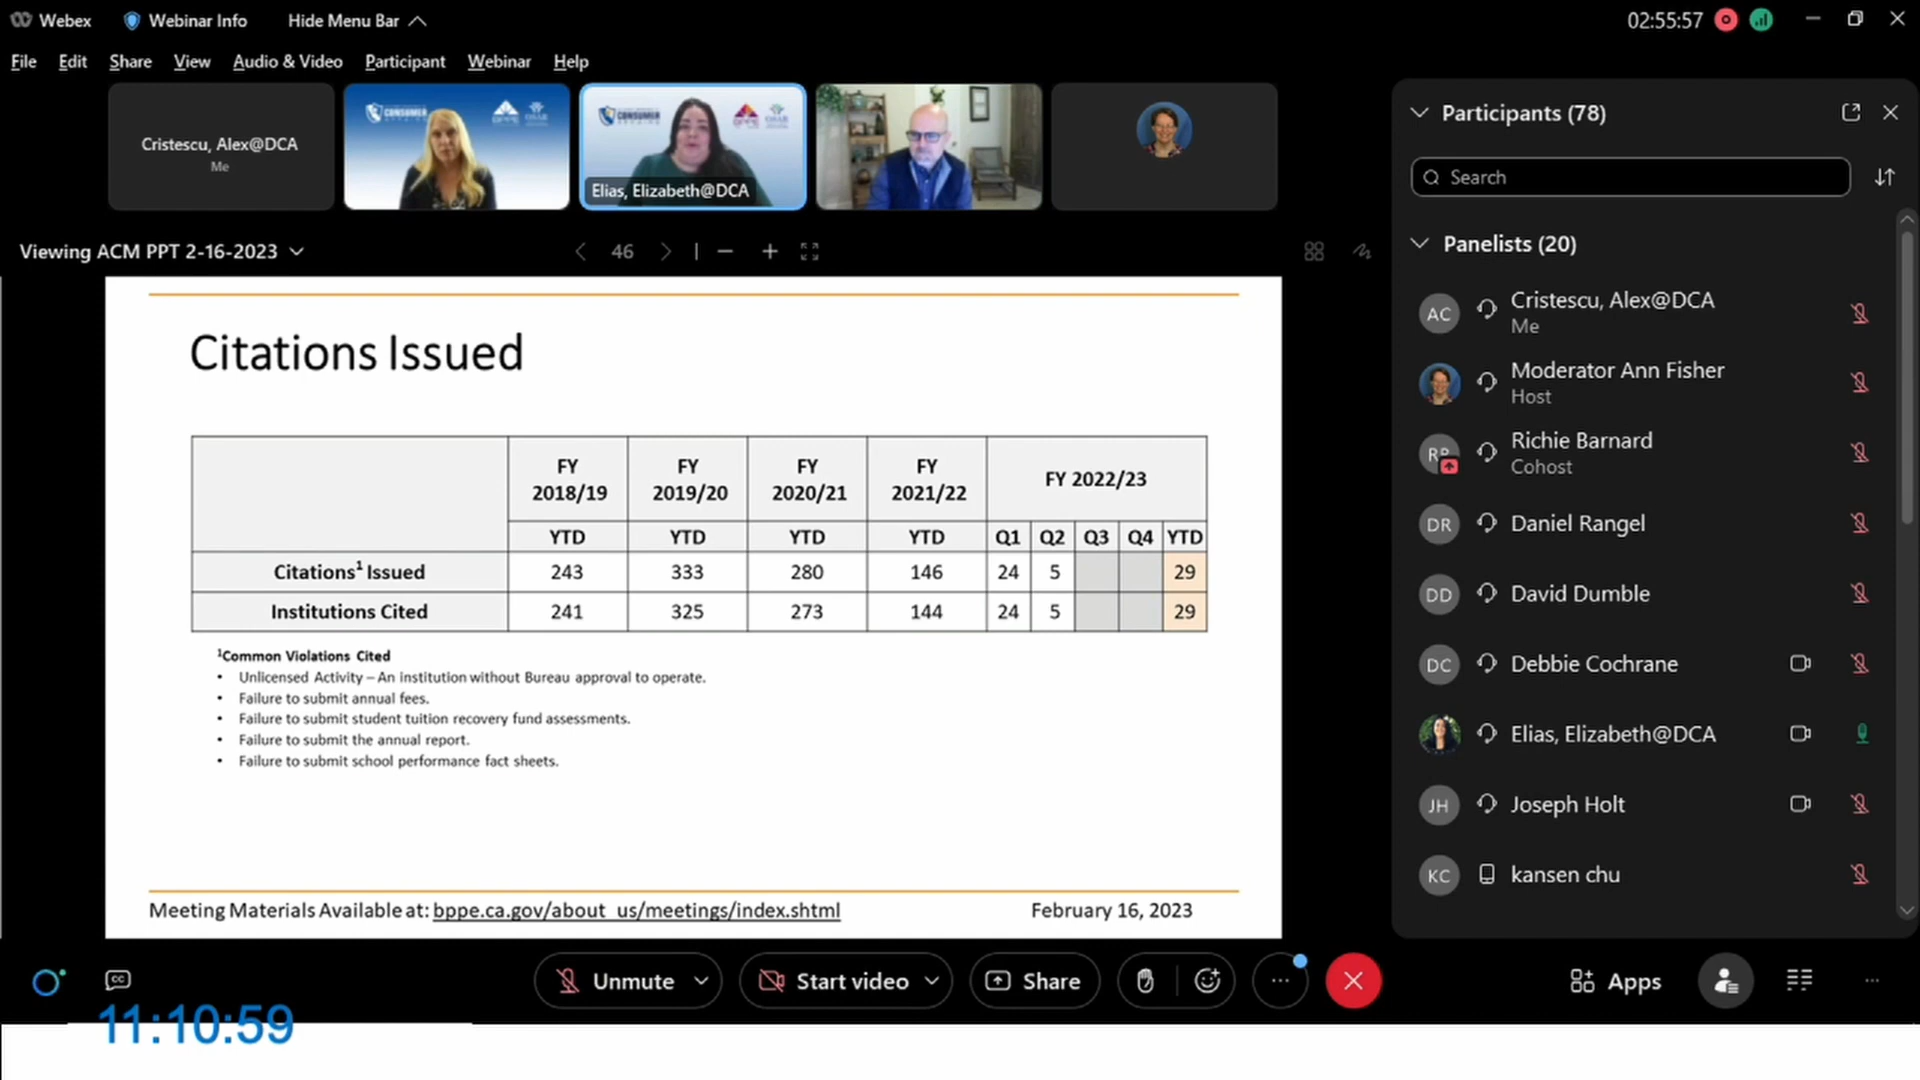 Webex
Webinar Info
Hide Menu Bar
02:55:57
File Edit Share View Audio & Video Participant Webinar Help
Cristescu, Alex@DCA
Me
CONSUMER
CONSUMER
Elias, Elizabeth@DCA
Viewing ACM PPT 2-16-2023
46
Citations Issued
FY 2018/19 FY 2019/20 FY 2020/21 FY 2021/22 FY 2022/23
YTD YTD YTD YTD Q1 Q2 Q3 Q4 YTD
Citations1 Issued 243 333 280 146 24 5 29
Institutions Cited 241 325 273 144 24 5 29
1Common Violations Cited
• Unlicensed Activity – An institution without Bureau approval to operate.
• Failure to submit annual fees.
• Failure to submit student tuition recovery fund assessments.
• Failure to submit the annual report.
• Failure to submit school performance fact sheets.
Meeting Materials Available at: bppe.ca.gov/about_us/meetings/index.shtml
February 16, 2023
Participants (78)
Search
Panelists (20)
AC Cristescu, Alex@DCA
Me
Moderator Ann Fisher
Host
Richie Barnard
Cohost
DR Daniel Rangel
DD David Dumble
DC Debbie Cochrane
Elias, Elizabeth@DCA
JH Joseph Holt
KC kansen chu
CC
Unmute
Start video
Share
Apps
11:10:59